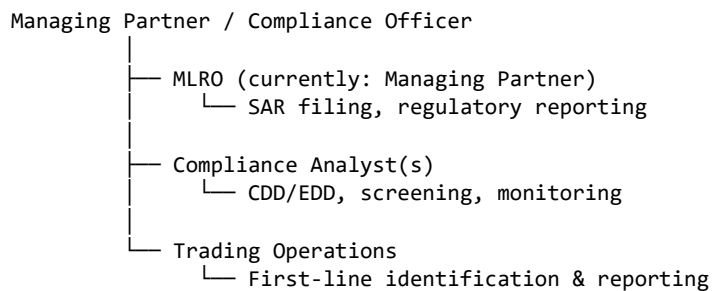 Managing Partner / Compliance Officer
MLRO (currently: Managing Partner)
SAR filing, regulatory reporting
Compliance Analyst(s)
CDD/EDD, screening, monitoring
Trading Operations
First-line identification & reporting